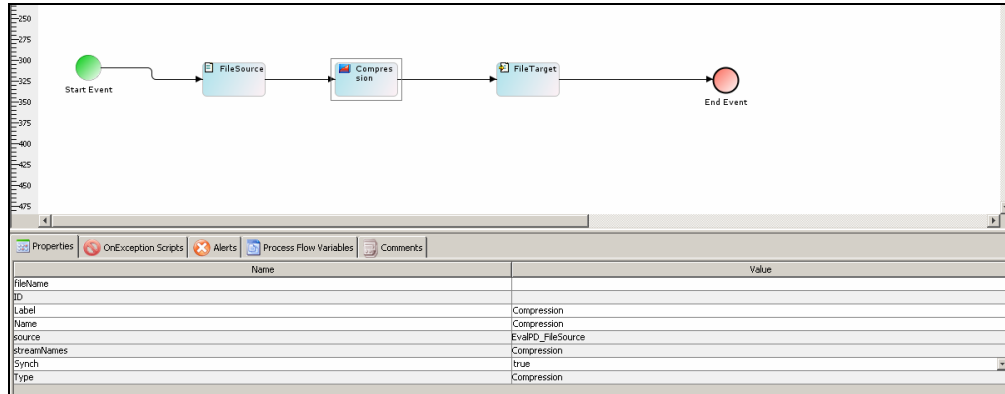 250
275
300
325
350
375
400
425
450
475
Start Event
FileSource
Compres
sion
FileTarget
End Event
Properties
OnException Scripts
Alerts
Process Flow Variables
Comments
Name Value
fileName
ID
Label Compression
Name Compression
source EvalPD_FileSource
streamNames Compression
Synch true
Type Compression